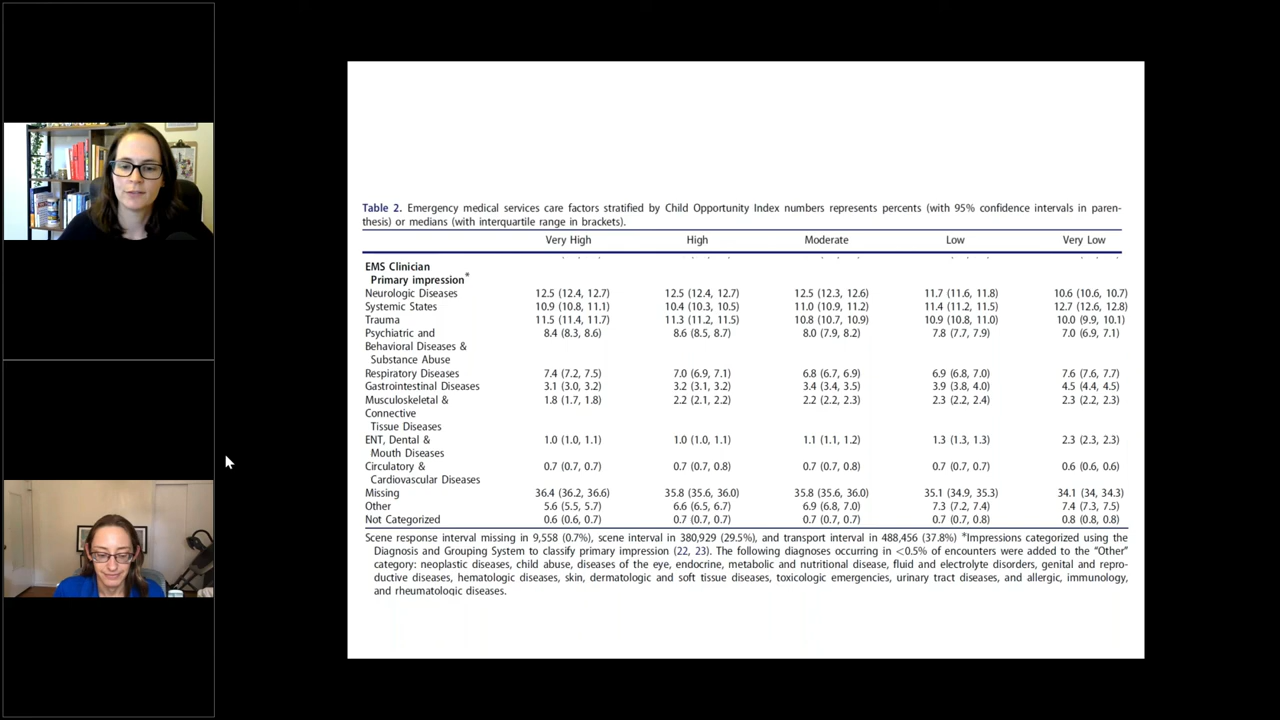 Table 2. Emergency medical services care factors stratified by Child Opportunity Index numbers represents percents (with 95% confidence intervals in paren-
thesis) or medians (with interquartile range in brackets).
Very High High Moderate Low Very Low
EMS Clinician
Primary impression*
Neurologic Diseases 12.5 (12.4, 12.7) 12.5 (12.4, 12.7) 12.5 (12.3, 12.6) 11.7 (11.6, 11.8) 10.6 (10.6, 10.7)
Systemic States 10.9 (10.8, 11.1) 10.4 (10.3, 10.5) 11.0 (10.9, 11.2) 11.4 (11.2, 11.5) 12.7 (12.6, 12.8)
Trauma 11.5 (11.4, 11.7) 11.3 (11.2, 11.5) 10.8 (10.7, 10.9) 10.9 (10.8, 11.0) 10.0 (9.9, 10.1)
Psychiatric and 8.4 (8.3, 8.6) 8.6 (8.5, 8.7) 8.0 (7.9, 8.2) 7.8 (7.7, 7.9) 7.0 (6.9, 7.1)
Behavioral Diseases &
Substance Abuse
Respiratory Diseases 7.4 (7.2, 7.5) 7.0 (6.9, 7.1) 6.8 (6.7, 6.9) 6.9 (6.8, 7.0) 7.6 (7.6, 7.7)
Gastrointestinal Diseases 3.1 (3.0, 3.2) 3.2 (3.1, 3.2) 3.4 (3.4, 3.5) 3.9 (3.8, 4.0) 4.5 (4.4, 4.5)
Musculoskeletal & 1.8 (1.7, 1.8) 2.2 (2.1, 2.2) 2.2 (2.2, 2.3) 2.3 (2.2, 2.4) 2.3 (2.2, 2.3)
Connective
Tissue Diseases
ENT, Dental & 1.0 (1.0, 1.1) 1.0 (1.0, 1.1) 1.1 (1.1, 1.2) 1.3 (1.3, 1.3) 2.3 (2.3, 2.3)
Mouth Diseases
Circulatory & 0.7 (0.7, 0.7) 0.7 (0.7, 0.8) 0.7 (0.7, 0.8) 0.7 (0.7, 0.7) 0.6 (0.6, 0.6)
Cardiovascular Diseases
Missing 36.4 (36.2, 36.6) 35.8 (35.6, 36.0) 35.8 (35.6, 36.0) 35.1 (34.9, 35.3) 34.1 (34, 34.3)
Other 5.6 (5.5, 5.7) 6.6 (6.5, 6.7) 6.9 (6.8, 7.0) 7.3 (7.2, 7.4) 7.4 (7.3, 7.5)
Not Categorized 0.6 (0.6, 0.7) 0.7 (0.7, 0.7) 0.7 (0.7, 0.7) 0.7 (0.7, 0.8) 0.8 (0.8, 0.8)
Scene response interval missing in 9,558 (0.7%), scene interval in 380,929 (29.5%), and transport interval in 488,456 (37.8%) *Impressions categorized using the
Diagnosis and Grouping System to classify primary impression (22, 23). The following diagnoses occurring in <0.5% of encounters were added to the "Other"
category: neoplastic diseases, child abuse, diseases of the eye, endocrine, metabolic and nutritional disease, fluid and electrolyte disorders, genital and repro-
ductive diseases, hematologic diseases, skin, dermatologic and soft tissue diseases, toxicologic emergencies, urinary tract diseases, and allergic, immunology,
and rheumatologic diseases.